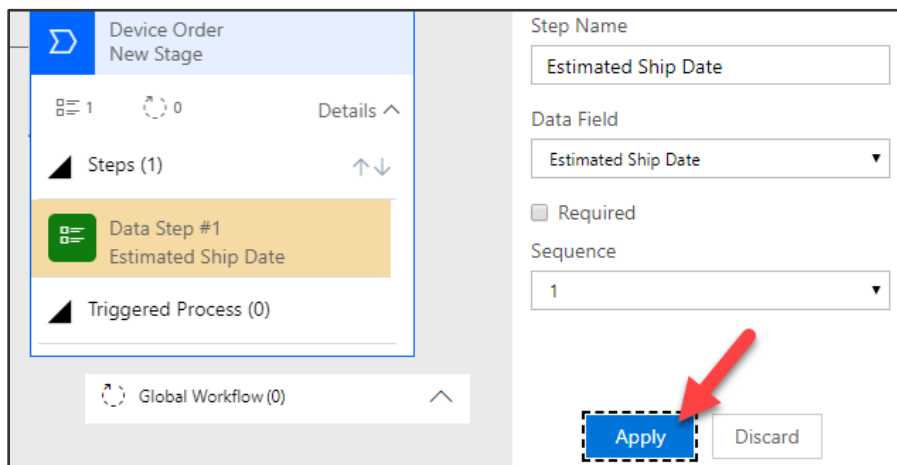 Device Order
New Stage
1
0
Details
Steps (1)
Data Step #1
Estimated Ship Date
Triggered Process (0)
Global Workflow (0)
Step Name
Estimated Ship Date
Data Field
Estimated Ship Date
Required
Sequence
1
Apply
Discard